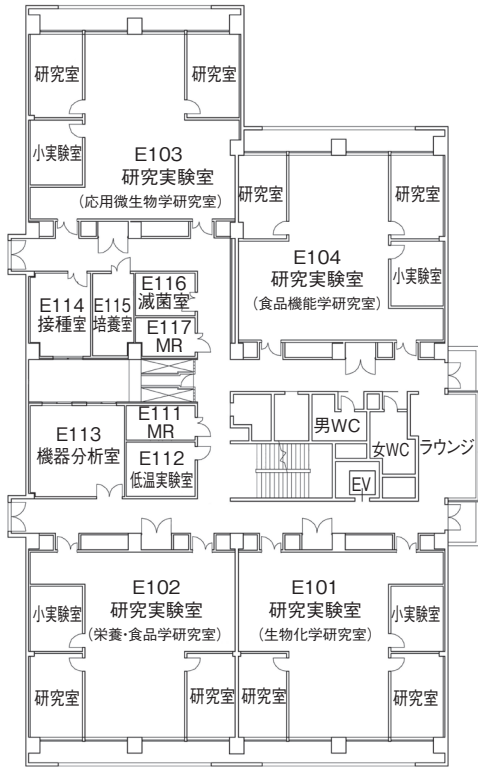 研究室
研究室
小実験室
E103
研究実験室
(応用微生物学研究室)
研究室
研究室
E104
研究実験室
(食品機能学研究室)
小実験室
E114
接種室
E115
培養室
E116
滅菌室
E117
MR
E111
MR
E113
機器分析室
E112
低温実験室
男WC
女WC
ラウンジ
EV
E102
研究実験室
(栄養・食品学研究室)
小実験室
E101
研究実験室
(生物化学研究室)
小実験室
研究室
研究室
研究室
研究室